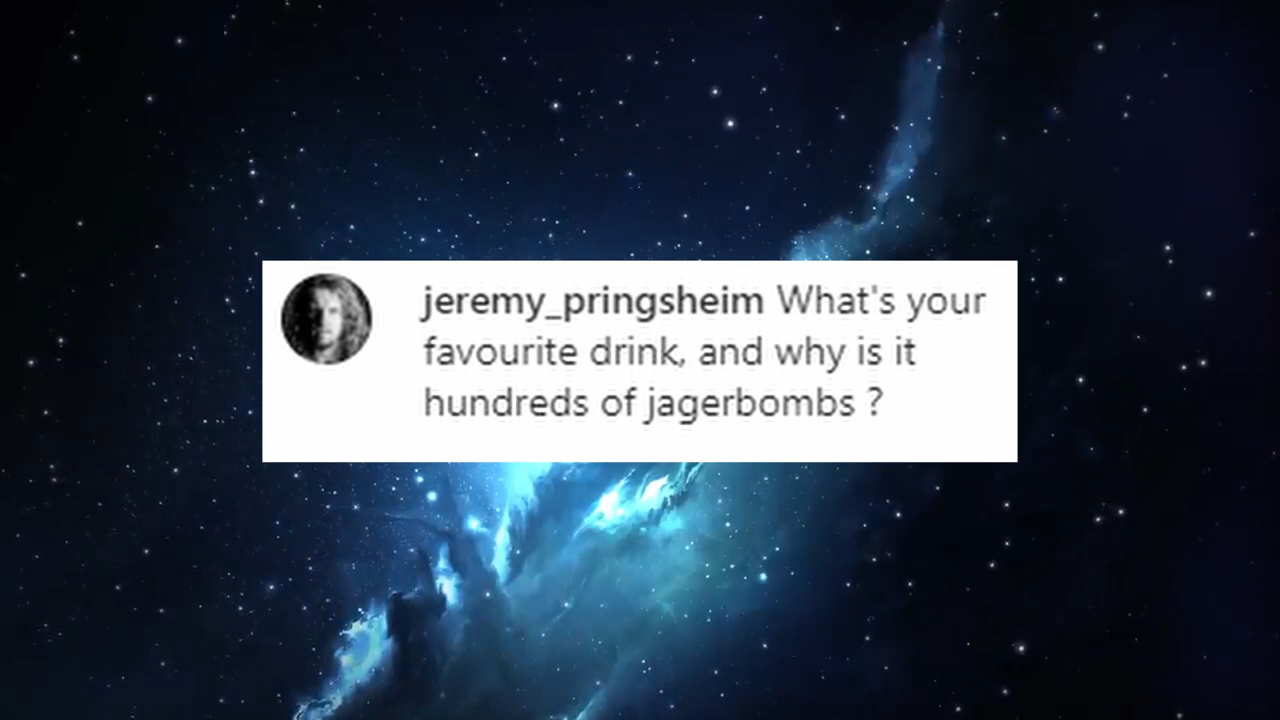 jeremy_pringsheim What's your
favourite drink, and why is it
hundreds of jagerbombs ?